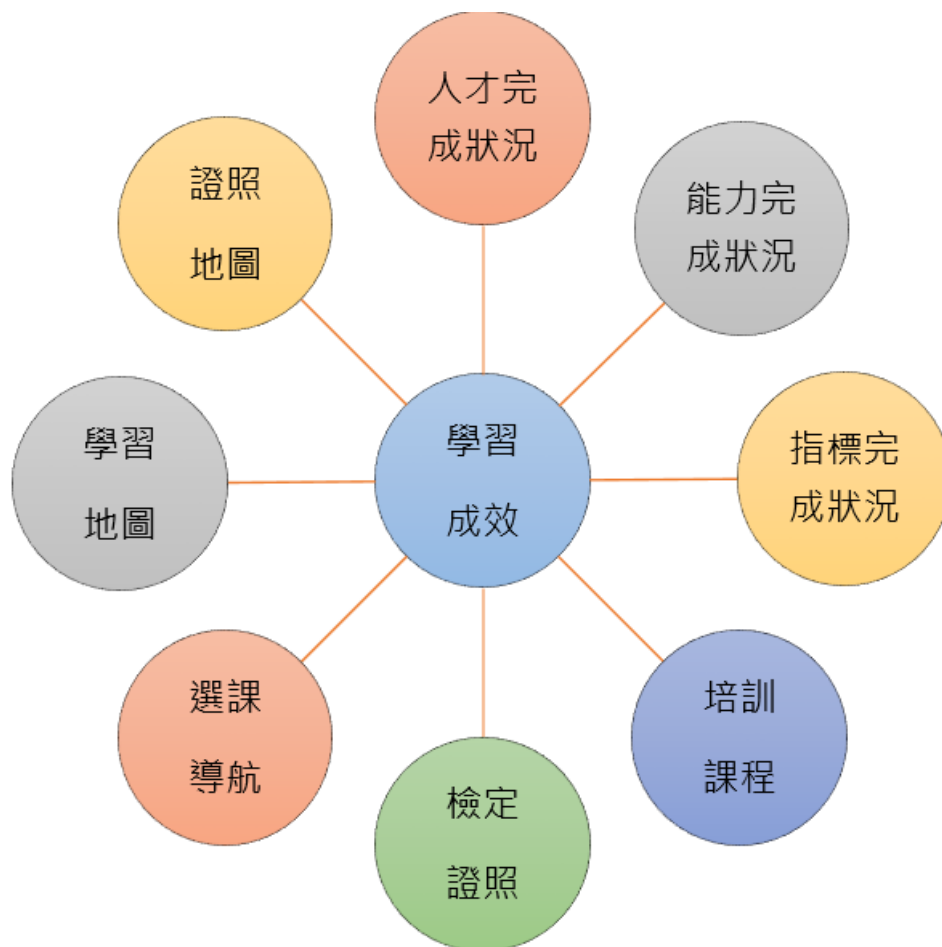 人才完
成狀況
能力完
成狀況
指標完
成狀況
培訓
課程
檢定
證照
選課
導航
學習
地圖
證照
地圖
學習
成效